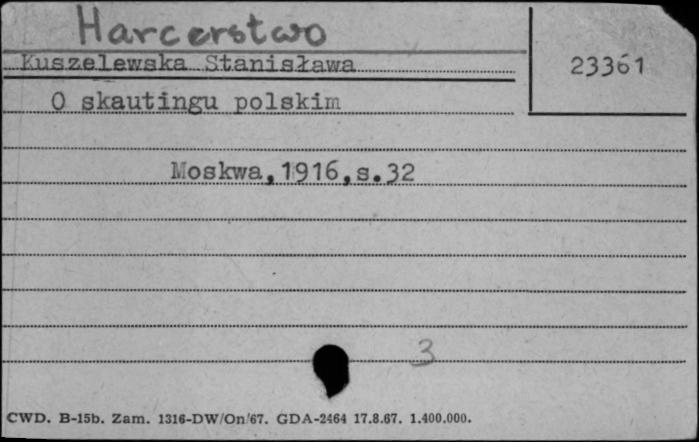 Harcerstwo
Kuszelewska Stanisława
23361
O skautingu polskim
Moskwa,1916,s.32
3
CWD. B-15b. Zam. 1316-DW/On/67. GDA-2464 17.8.67. 1.400.000.